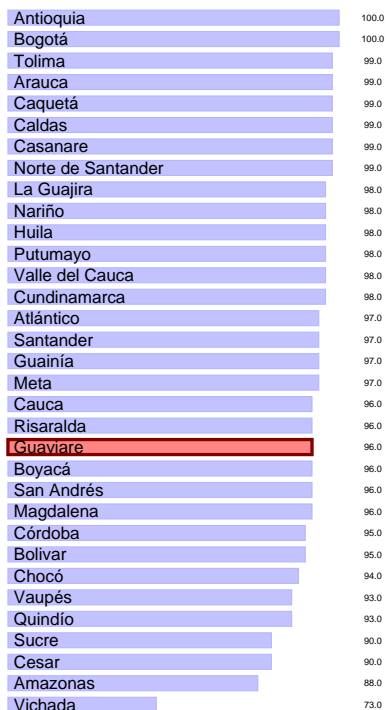 Antioquia 100.0
Bogotá 100.0
Tolima 99.0
Arauca 99.0
Caquetá 99.0
Caldas 99.0
Casanare 99.0
Norte de Santander 99.0
La Guajira 98.0
Nariño 98.0
Huila 98.0
Putumayo 98.0
Valle del Cauca 98.0
Cundinamarca 98.0
Atlántico 97.0
Santander 97.0
Guainía 97.0
Meta 97.0
Cauca 96.0
Risaralda 96.0
Guaviare 96.0
Boyacá 96.0
San Andrés 96.0
Magdalena 96.0
Córdoba 95.0
Bolivar 95.0
Chocó 94.0
Vaupés 93.0
Quindío 93.0
Sucre 90.0
Cesar 90.0
Amazonas 88.0
Vichada 73.0